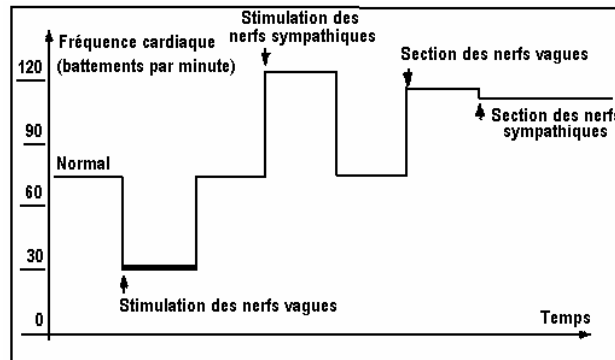 Stimulation des
nerfs sympathiques
Fréquence cardiaque
(battements par minute)
Section des nerfs vagues
120
Section des nerfs
sympathiques
90
Normal
60
30
Stimulation des nerfs vagues
Temps
0